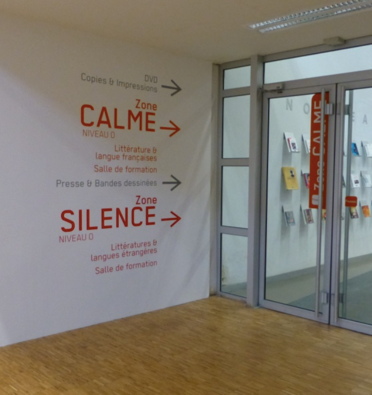 DVD
Copies & Impressions
Zone
CALME
NIVEAU 0
Littérature &
langue françaises
Salle de formation
Presse & Bandes dessinées
Zone
SILENCE
NIVEAU 0
Littératures &
langues étrangères
Salle de formation
Zone CALME